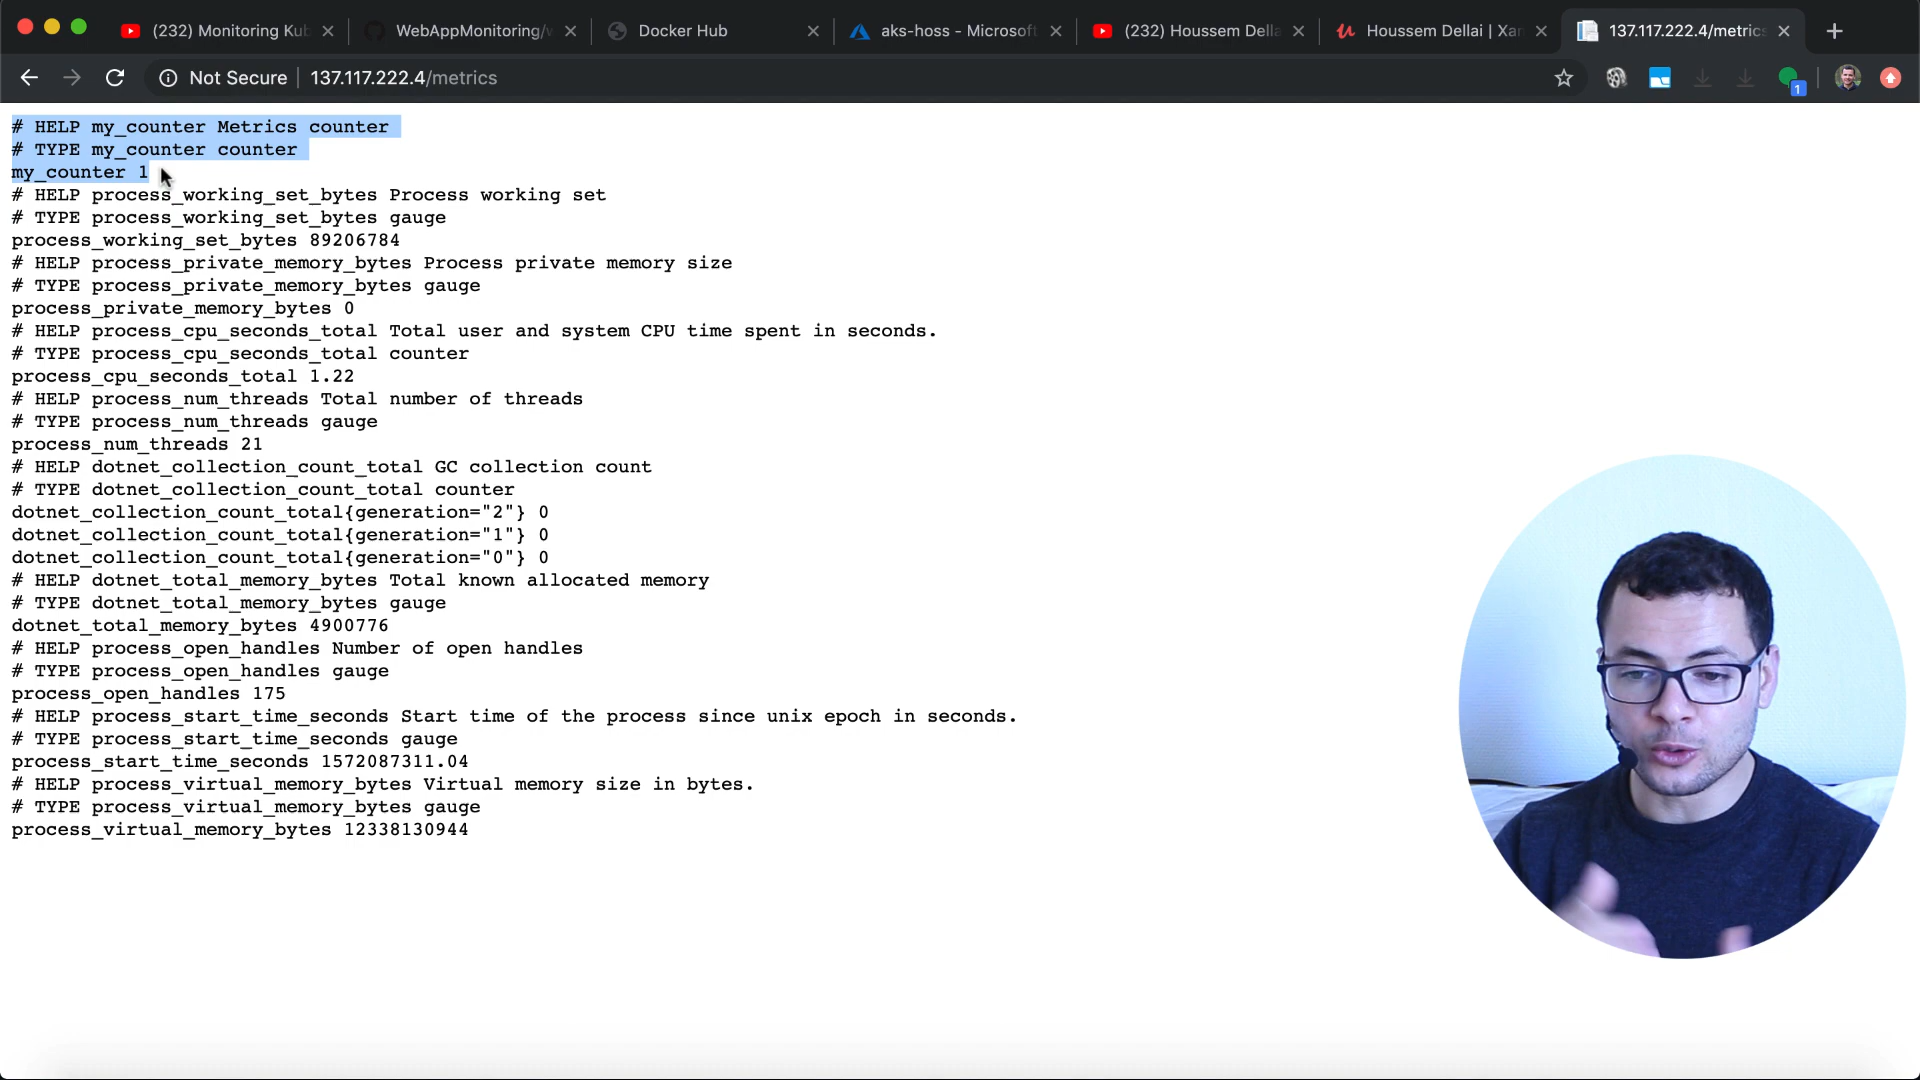 (232) Monitoring Kub
WebAppMonitoring/w
Docker Hub
aks-hoss - Microsoft
(232) Houssem Della
Houssem Dellai | Xar
137.117.222.4/metrics
Not Secure
137.117.222.4/metrics
1
# HELP my_counter Metrics counter
# TYPE my_counter counter
my_counter 1
# HELP process_working_set_bytes Process working set
# TYPE process_working_set_bytes gauge
process_working_set_bytes 89206784
# HELP process_private_memory_bytes Process private memory size
# TYPE process_private_memory_bytes gauge
process_private_memory_bytes 0
# HELP process_cpu_seconds_total Total user and system CPU time spent in seconds.
# TYPE process_cpu_seconds_total counter
process_cpu_seconds_total 1.22
# HELP process_num_threads Total number of threads
# TYPE process_num_threads gauge
process_num_threads 21
# HELP dotnet_collection_count_total GC collection count
# TYPE dotnet_collection_count_total counter
dotnet_collection_count_total{generation="2"} 0
dotnet_collection_count_total{generation="1"} 0
dotnet_collection_count_total{generation="0"} 0
# HELP dotnet_total_memory_bytes Total known allocated memory
# TYPE dotnet_total_memory_bytes gauge
dotnet_total_memory_bytes 4900776
# HELP process_open_handles Number of open handles
# TYPE process_open_handles gauge
process_open_handles 175
# HELP process_start_time_seconds Start time of the process since unix epoch in seconds.
# TYPE process_start_time_seconds gauge
process_start_time_seconds 1572087311.04
# HELP process_virtual_memory_bytes Virtual memory size in bytes.
# TYPE process_virtual_memory_bytes gauge
process_virtual_memory_bytes 12338130944